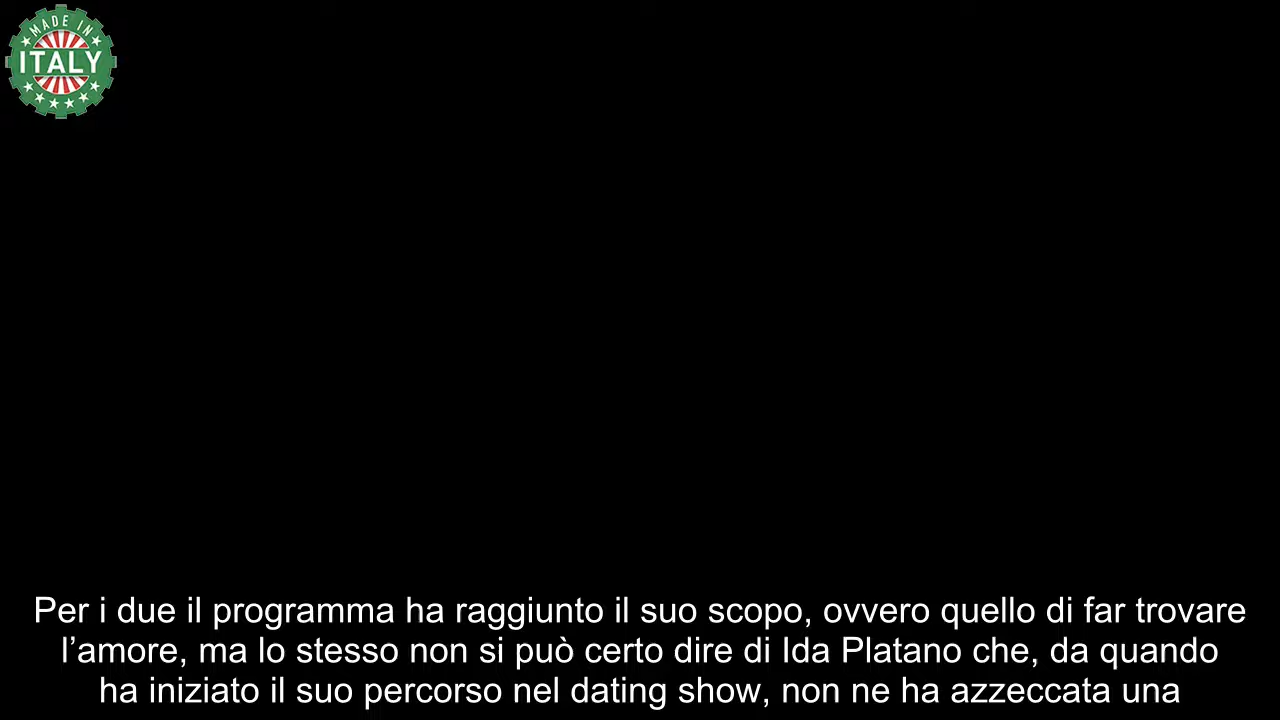 MADE IN
ITALY
Per i due il programma ha raggiunto il suo scopo, ovvero quello di far trovare
l’amore, ma lo stesso non si può certo dire di Ida Platano che, da quando
ha iniziato il suo percorso nel dating show, non ne ha azzeccata una